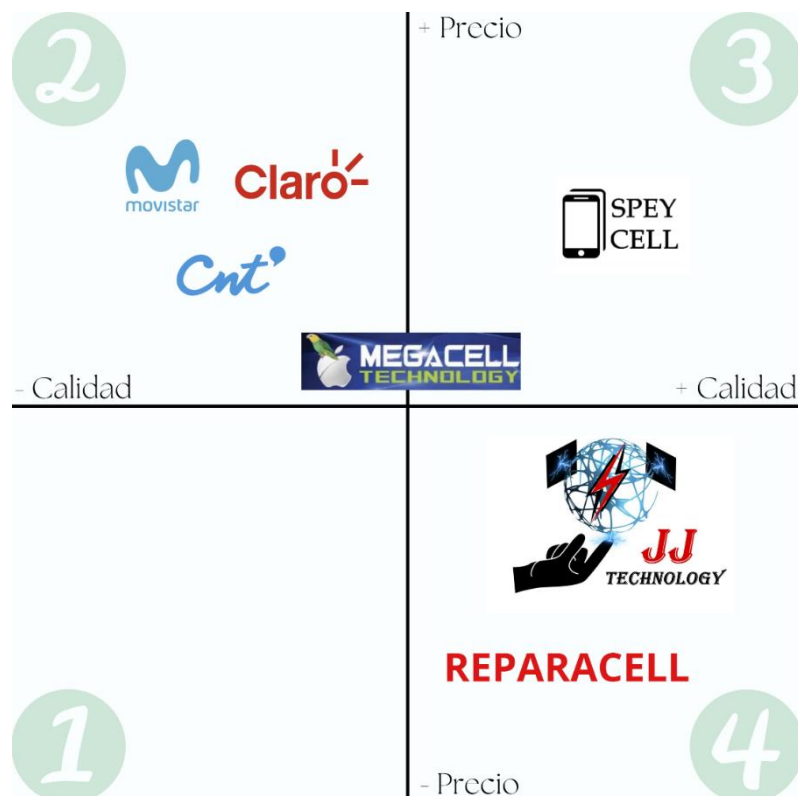 2
+ Precio
3
movistar
Claro
SPEY
CELL
Cnt
MEGACELL
TECHNOLOGY
- Calidad
+ Calidad
JJ
TECHNOLOGY
REPARACELL
1
- Precio
4